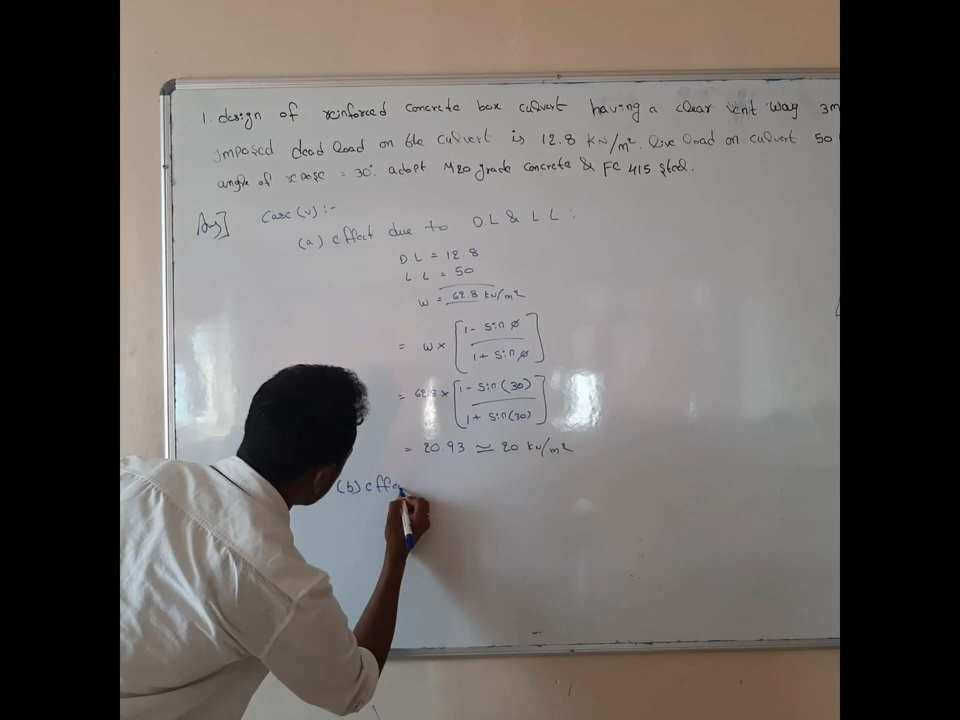 1. design of reinforced concrete box culvert having a clear vent way 3m
imposed dead load on the culvert is 12.8 KN/m². live load on culvert 50
angle of repose = 30°. adopt M20 grade concrete & FC 415 steel.
Ans] Case (v) :-
(a) effect due to D.L & L L :
D.L = 12.8
L.L = 50
W = 62.8 KN/m²
= W × [1 - Sin ø / 1 + Sin ø]
= 62.8 × [1 - Sin (30) / 1 + Sin (30)]
= 20.93 ≃ 20 KN/m²
(b) effec